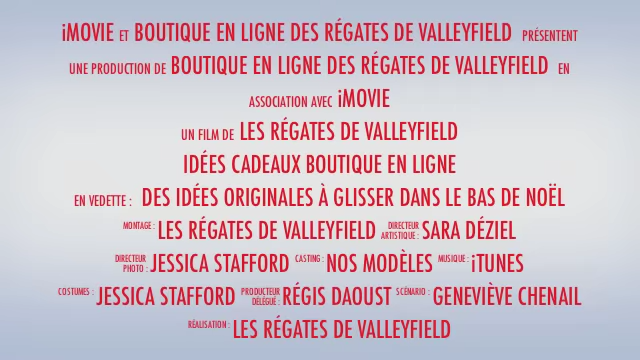 iMOVIE ET BOUTIQUE EN LIGNE DES RÉGATES DE VALLEYFIELD PRÉSENTENT
UNE PRODUCTION DE BOUTIQUE EN LIGNE DES RÉGATES DE VALLEYFIELD EN
ASSOCIATION AVEC iMOVIE
UN FILM DE LES RÉGATES DE VALLEYFIELD
IDÉES CADEAUX BOUTIQUE EN LIGNE
EN VEDETTE : DES IDÉES ORIGINALES À GLISSER DANS LE BAS DE NOËL
MONTAGE : LES RÉGATES DE VALLEYFIELD DIRECTEUR ARTISTIQUE : SARA DÉZIEL
DIRECTEUR PHOTO : JESSICA STAFFORD CASTING : NOS MODÈLES MUSIQUE : iTUNES
COSTUMES : JESSICA STAFFORD PRODUCTEUR DÉLÉGUÉ : RÉGIS DAOUST SCÉNARIO : GENEVIÈVE CHENAIL
RÉALISATION : LES RÉGATES DE VALLEYFIELD